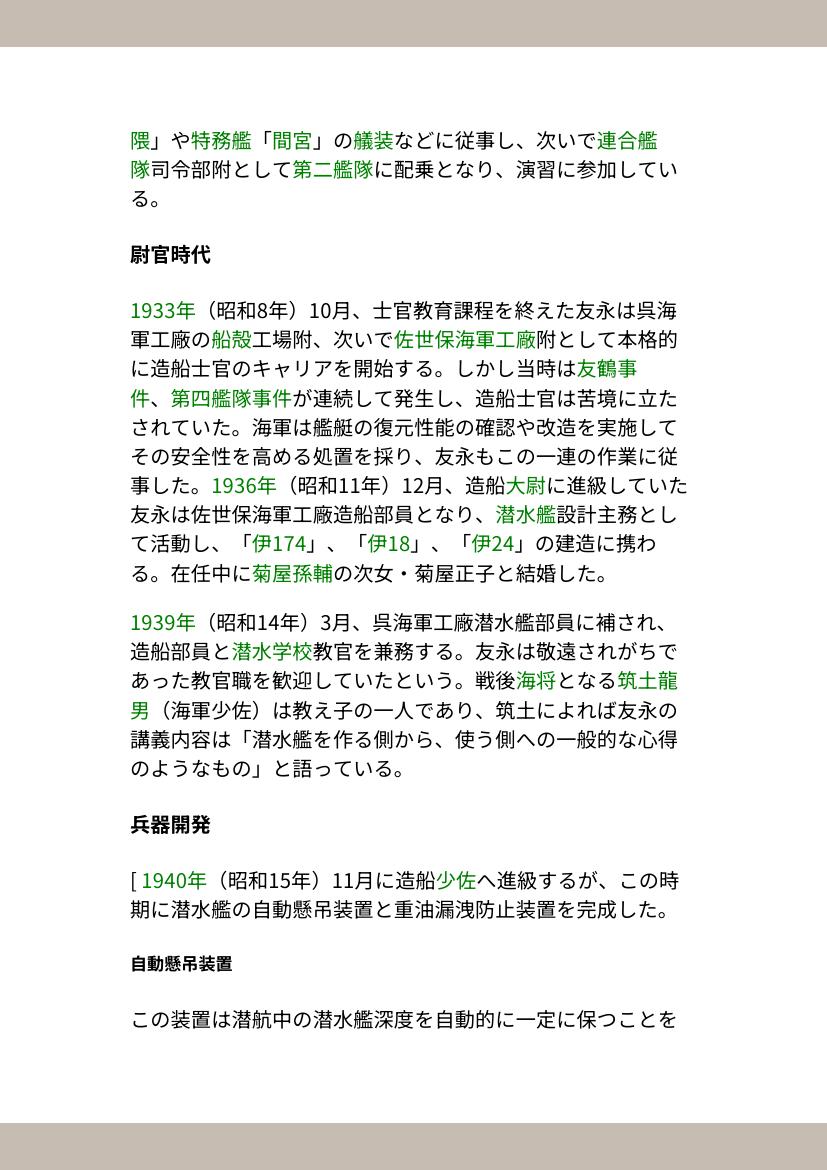 隈」や特務艦「間宮」の艤装などに従事し、次いで連合艦
隊司令部附として第二艦隊に配乗となり、演習に参加してい
る。
尉官時代
1933年（昭和8年）10月、士官教育課程を終えた友永は呉海
軍工廠の船殻工場附、次いで佐世保海軍工廠附として本格的
に造船士官のキャリアを開始する。しかし当時は友鶴事
件、第四艦隊事件が連続して発生し、造船士官は苦境に立た
されていた。海軍は艦艇の復元性能の確認や改造を実施して
その安全性を高める処置を採り、友永もこの一連の作業に従
事した。1936年（昭和11年）12月、造船大尉に進級していた
友永は佐世保海軍工廠造船部員となり、潜水艦設計主務とし
て活動し、「伊174」、「伊18」、「伊24」の建造に携わ
る。在任中に菊屋孫輔の次女・菊屋正子と結婚した。
1939年（昭和14年）3月、呉海軍工廠潜水艦部員に補され、
造船部員と潜水学校教官を兼務する。友永は敬遠されがちで
あった教官職を歓迎していたという。戦後海将となる筑土龍
男（海軍少佐）は教え子の一人であり、筑土によれば友永の
講義内容は「潜水艦を作る側から、使う側への一般的な心得
のようなもの」と語っている。
兵器開発
[ 1940年（昭和15年）11月に造船少佐へ進級するが、この時
期に潜水艦の自動懸吊装置と重油漏洩防止装置を完成した。
自動懸吊装置
この装置は潜航中の潜水艦深度を自動的に一定に保つことを